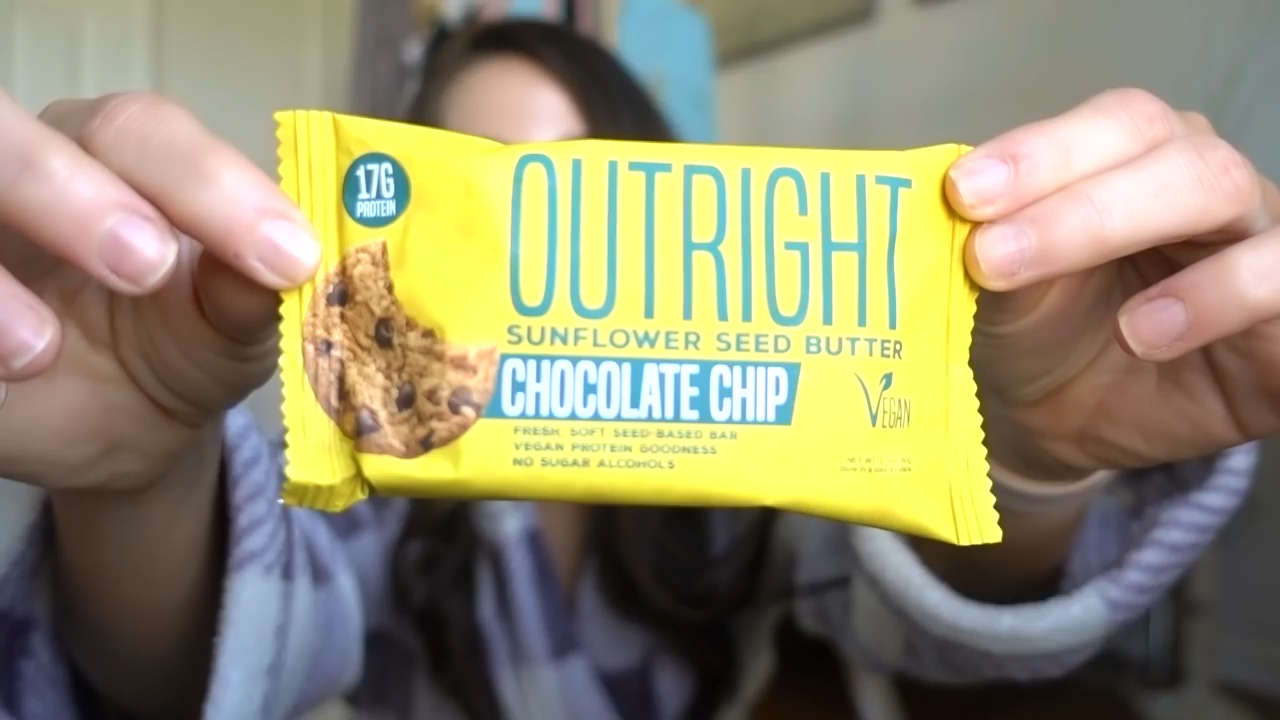 17G
PROTEIN
OUTRIGHT
SUNFLOWER SEED BUTTER
CHOCOLATE CHIP
VEGAN
FRESH, SOFT SEED-BASED BAR
VEGAN PROTEIN GOODNESS
NO SUGAR ALCOHOLS